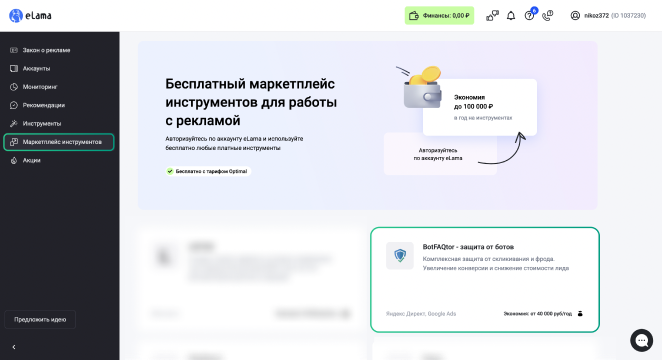 eLama
Финансы: 0,00 ₽
6
nikoz372 (ID 1037230)
Закон о рекламе
Аккаунты
Мониторинг
Рекомендации
Инструменты
Маркетплейс инструментов
Акции
Предложить идею
Бесплатный маркетплейс
инструментов для работы
с рекламой
Авторизуйтесь по аккаунту eLama и используйте
бесплатно любые платные инструменты
Бесплатно с тарифом Optimal
Экономия
до 100 000 ₽
в год на инструментах
Авторизуйтесь
по аккаунту eLama
BotFAQtor - защита от ботов
Комплексная защита от скликивания и фрода.
Увеличение конверсии и снижение стоимости лида
Яндекс Директ, Google Ads
Экономия: от 40 000 руб/год